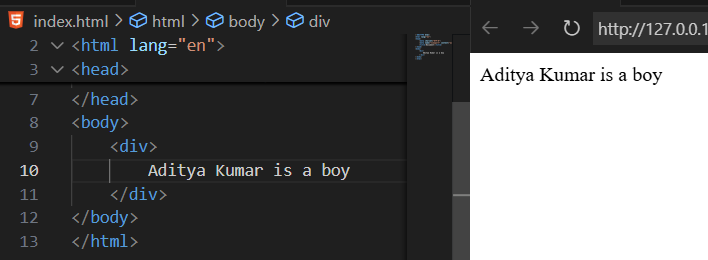 index.html > html > body > div
2 <html lang="en">
3 <head>
7 </head>
8 <body>
9 <div>
10 Aditya Kumar is a boy
11 </div>
12 </body>
13 </html>
http://127.0.0.1
Aditya Kumar is a boy